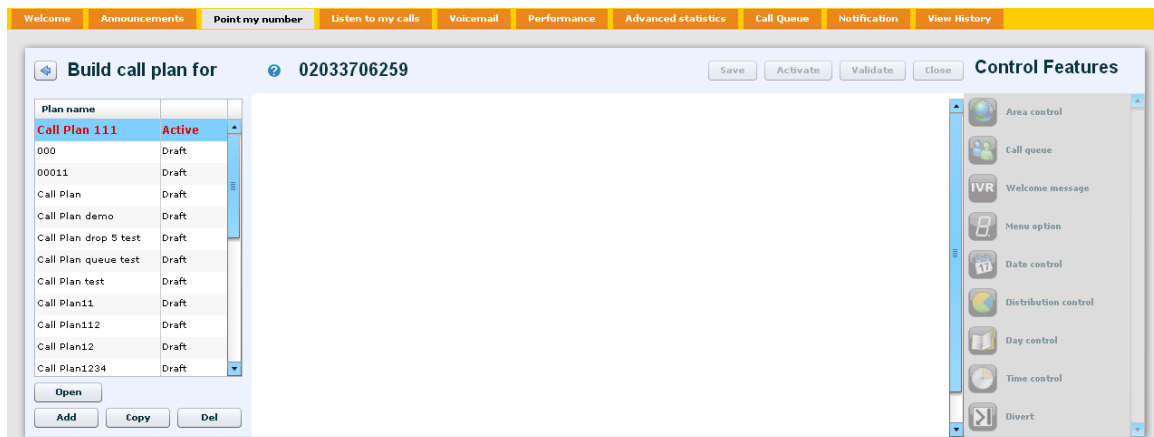 Welcome Announcements Point my number Listen to my calls Voicemail Performance Advanced statistics Call Queue Notification View History
Build call plan for ? 02033706259 Save Activate Validate Close Control Features
Plan name
Call Plan 111 Active
000 Draft
00011 Draft
Call Plan Draft
Call Plan demo Draft
Call Plan drop 5 test Draft
Call Plan queue test Draft
Call Plan test Draft
Call Plan11 Draft
Call Plan112 Draft
Call Plan12 Draft
Call Plan1234 Draft
Open
Add Copy Del
Area control
Call queue
IVR Welcome message
8 Menu option
17 Date control
Distribution control
Day control
Time control
Divert